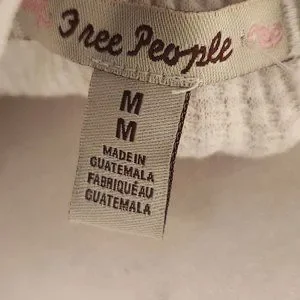 Free People
M
M
MADE IN
GUATEMALA
FABRIQUÉ AU
GUATEMALA